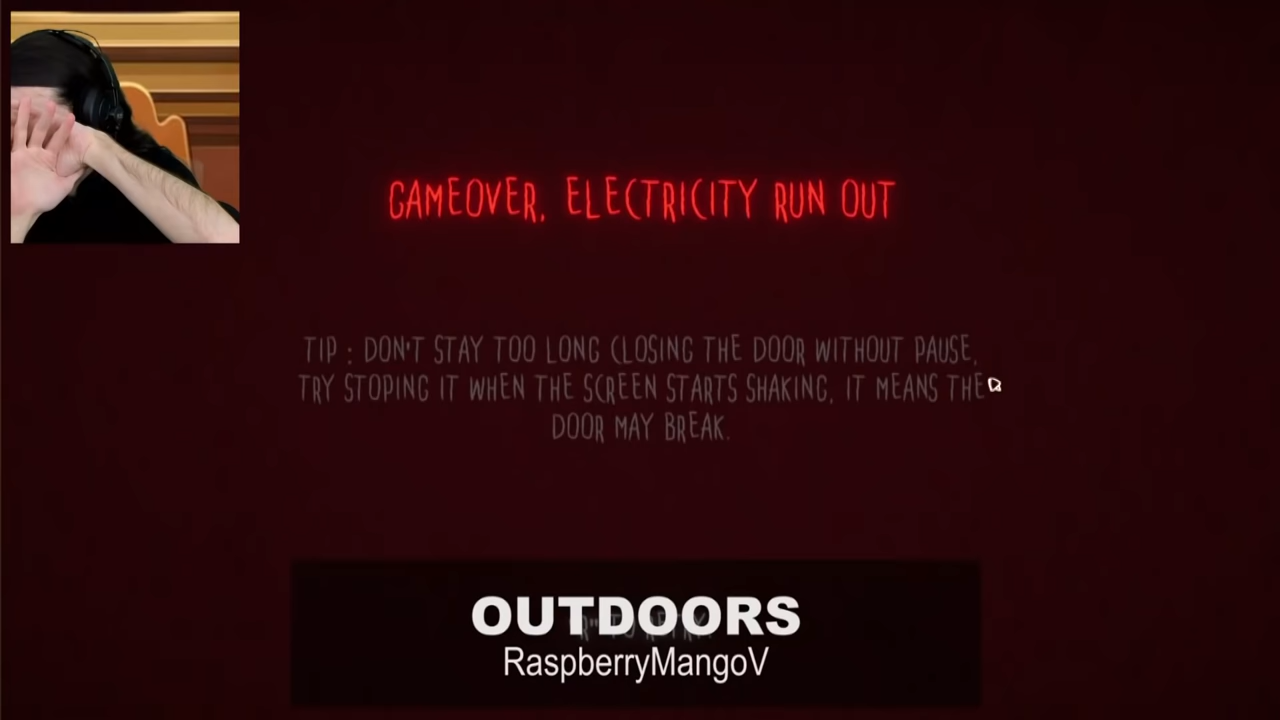 GAMEOVER, ELECTRICITY RUN OUT
TIP : DON'T STAY TOO LONG CLOSING THE DOOR WITHOUT PAUSE,
TRY STOPING IT WHEN THE SCREEN STARTS SHAKING, IT MEANS THE
DOOR MAY BREAK.
OUTDOORS
RaspberryMangoV